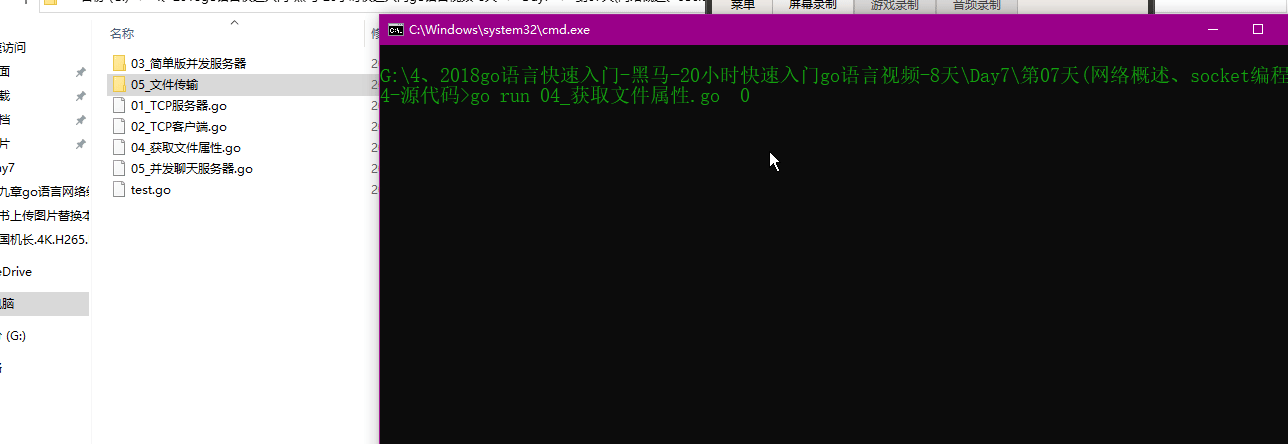 菜单
屏幕录制
游戏录制
音频录制
名称
访问
03_简单版并发服务器
05_文件传输
01_TCP服务器.go
02_TCP客户端.go
04_获取文件属性.go
05_并发聊天服务器.go
test.go
面
载
档
片
ay7
九章go语言网络编
书上传图片替换本
国机长.4K.H265.
eDrive
电脑
(G:)
C:\Windows\system32\cmd.exe
G:\4、2018go语言快速入门-黑马-20小时快速入门go语言视频-8天\Day7\第07天(网络概述、socket编程
4-源代码>go run 04_获取文件属性.go  0